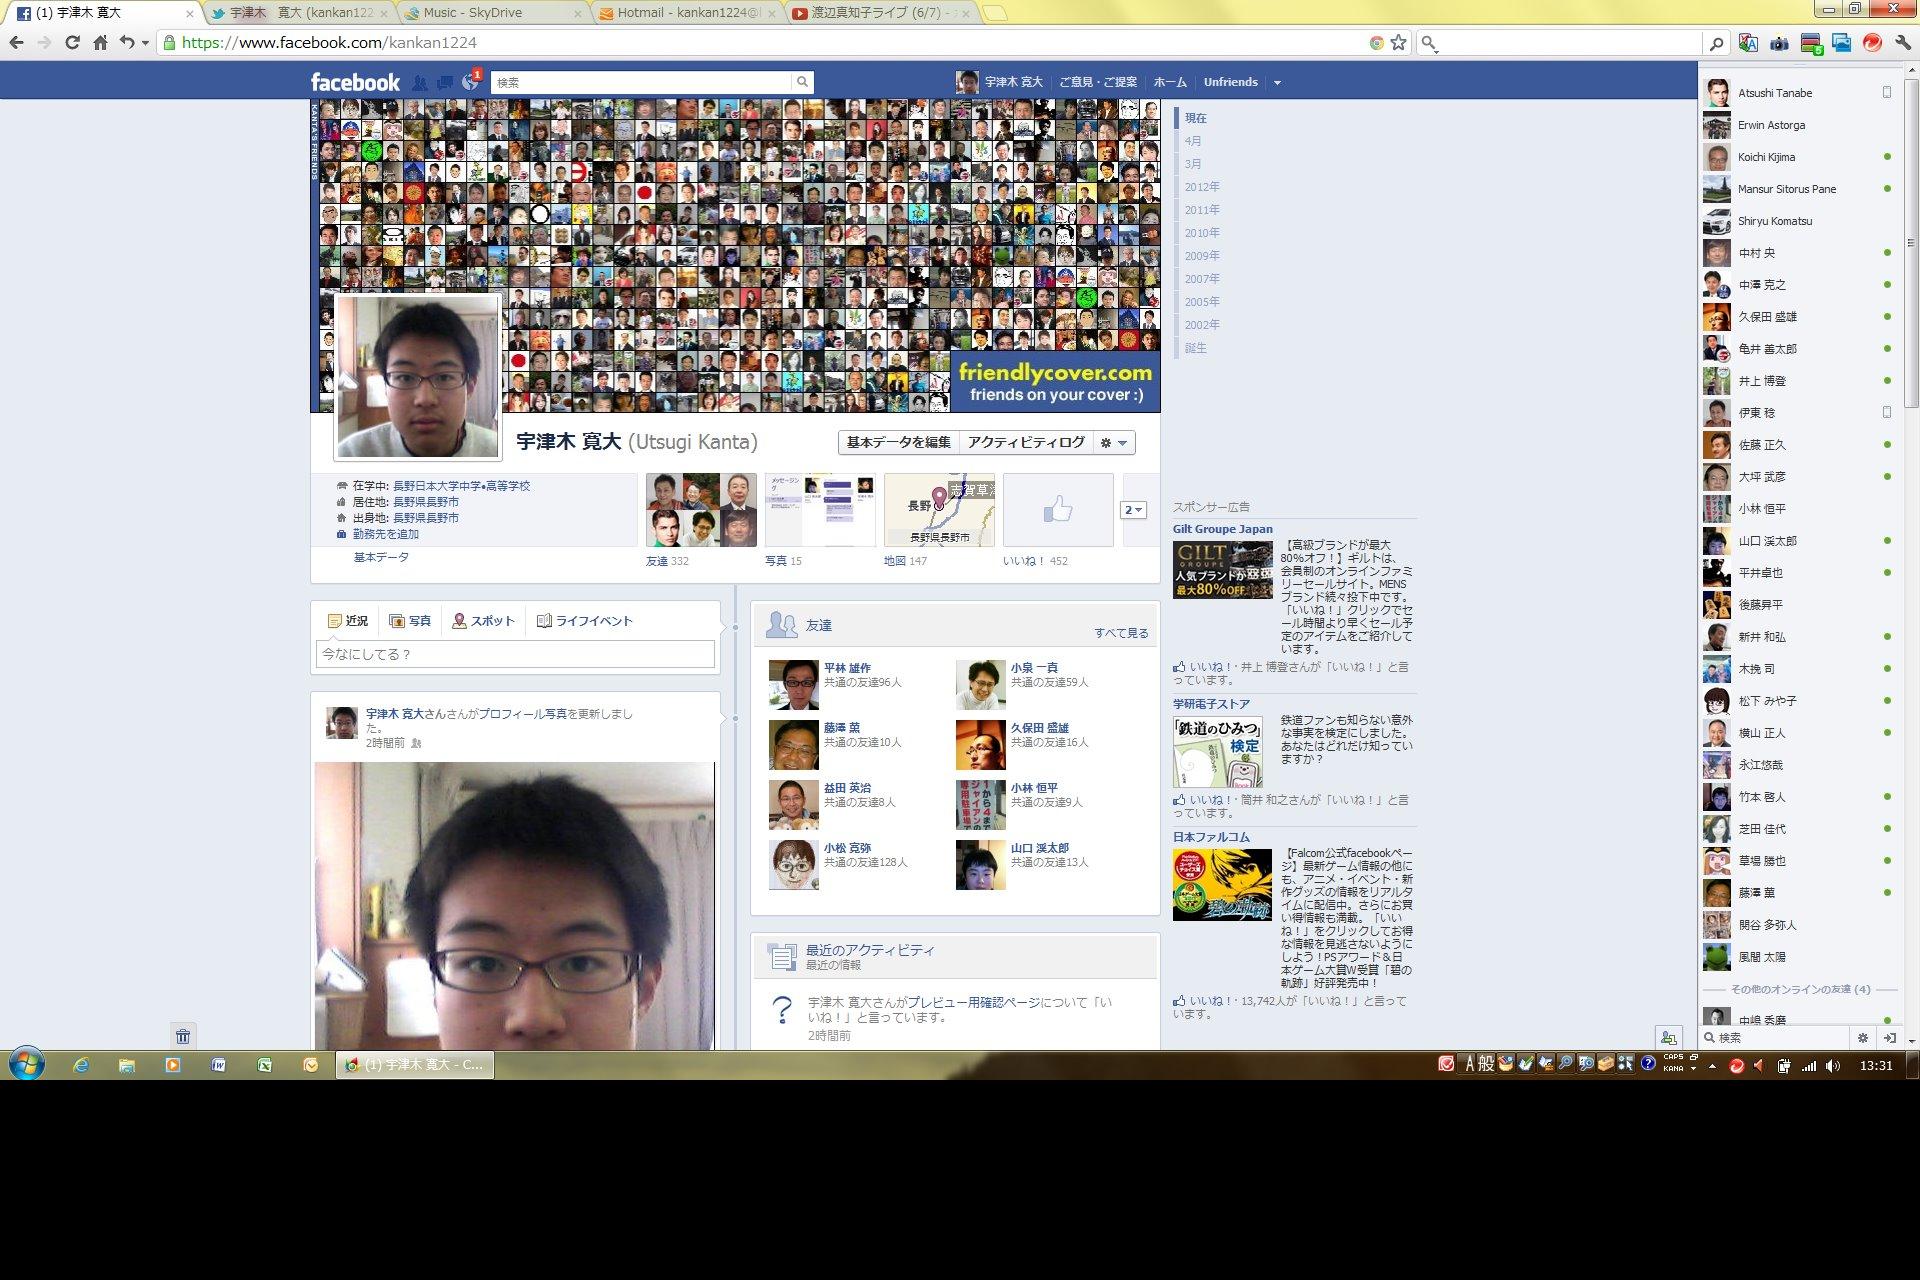 (1) 宇津木 寛大
宇津木 寛大 (kankan122
Music - SkyDrive
Hotmail - kankan1224@l
渡辺真知子ライブ (6/7) -
https://www.facebook.com/kankan1224
facebook
1
検索
宇津木 寛大
ご意見・ご提案
ホーム
Unfriends
KANTA'S FRIENDS
friendlycover.com
friends on your cover :)
宇津木 寛大 (Utsugi Kanta)
基本データを編集
アクティビティログ
在学中: 長野日本大学中学•高等学校
居住地: 長野県長野市
出身地: 長野県長野市
勤務先を追加
基本データ
友達 332
メッセージン
写真 15
長野
長野県長野市
地図 147
いいね！ 452
2
近況
写真
スポット
ライフイベント
今なにしてる？
宇津木 寛大さんさんがプロフィール写真を更新しまし
た。
2時間前
友達
すべて見る
平林 雄作
共通の友達96人
小泉 一真
共通の友達59人
藤澤 薫
共通の友達10人
久保田 盛雄
共通の友達16人
益田 英治
共通の友達8人
小林 恒平
共通の友達9人
小松 寛弥
共通の友達128人
山口 渓太郎
共通の友達13人
最近のアクティビティ
最近の情報
宇津木 寛大さんがプレビュー用確認ページについて「い
いね！」と言っています。
2時間前
現在
4月
3月
2012年
2011年
2010年
2009年
2007年
2005年
2002年
誕生
スポンサー広告
Gilt Groupe Japan
GILT
GROUPE
人気ブランドが
最大80%OFF
【高級ブランドが最大
80％オフ！】ギルトは、
会員制のオンラインファミ
リーセールサイト。MENS
ブランド続々投下中です。
「いいね！」クリックでセ
ール時間より早くセール予
定のアイテムをご紹介して
います。
いいね！ · 井上 博登さんが「いいね！」と言
っています。
学研電子ストア
「鉄道のひみつ」
検定
鉄道ファンも知らない意外
な事実を検定にしました。
あなたはどれだけ知ってい
ますか？
いいね！ · 筒井 和之さんが「いいね！」と言
っています。
日本ファルコム
【Falcom公式facebookペー
ジ】最新ゲーム情報の他に
も、アニメ・イベント・新
作グッズの情報をリアルタ
イムに配信中。さらにお買
い得情報も満載。「いい
ね！」をクリックしてお得
な情報を見逃さないように
しよう！PSアワード＆日
本ゲーム大賞W受賞「碧の
軌跡」好評発売中！
いいね！ · 13,742人が「いいね！」と言って
います。
Atsushi Tanabe
Erwin Astorga
Koichi Kijima
Mansur Sitorus Pane
Shiryu Komatsu
中村 央
中澤 克之
久保田 盛雄
亀井 善太郎
井上 博登
伊東 稔
佐藤 正久
大坪 武彦
小林 恒平
山口 渓太郎
平井卓也
後藤昇平
新井 和弘
木挽 司
松下 みや子
横山 正人
永江悠哉
竹本 啓人
芝田 佳代
草場 勝也
藤澤 薫
関谷 多弥人
風間 太陽
その他のオンラインの友達 (4)
中嶋 秀磨
検索
(1) 宇津木 寛大 - C...
A 般
CAPS
KANA
13:31